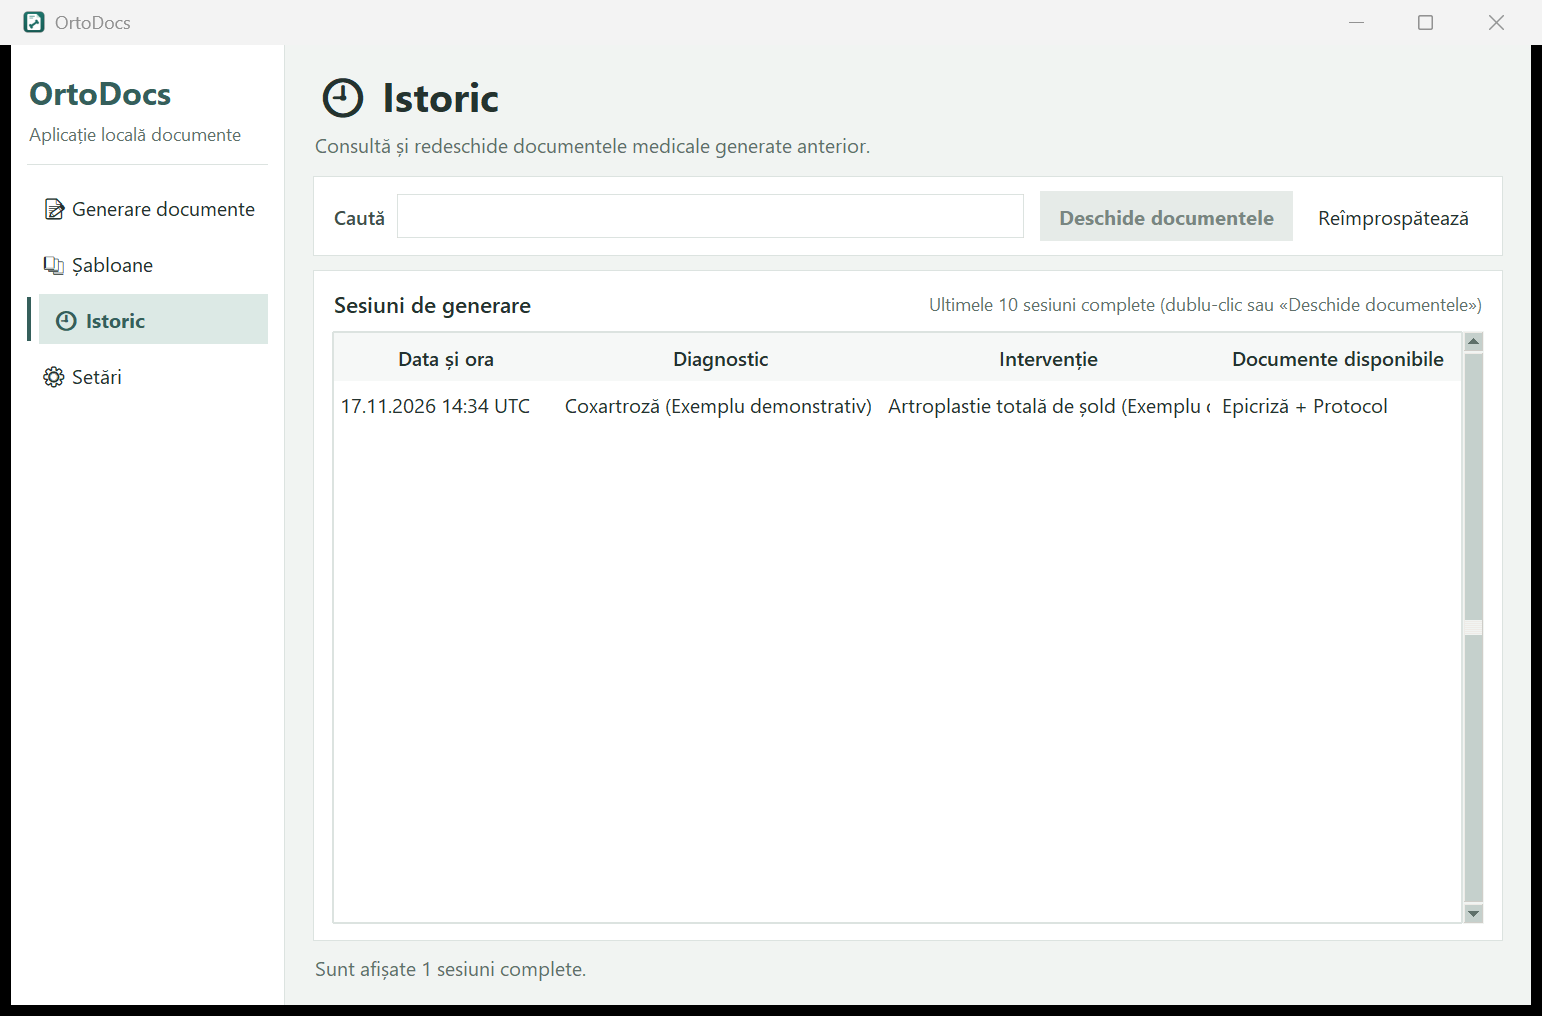 OrtoDocs
OrtoDocs
Aplicație locală documente
Generare documente
Șabloane
Istoric
Setări
Istoric
Consultă și redeschide documentele medicale generate anterior.
Caută
Deschide documentele
Reîmprospătează
Sesiuni de generare
Ultimele 10 sesiuni complete (dublu-clic sau «Deschide documentele»)
Data și ora Diagnostic Intervenție Documente disponibile
17.11.2026 14:34 UTC Coxartroză (Exemplu demonstrativ) Artroplastie totală de șold (Exemplu Epicriză + Protocol
Sunt afișate 1 sesiuni complete.